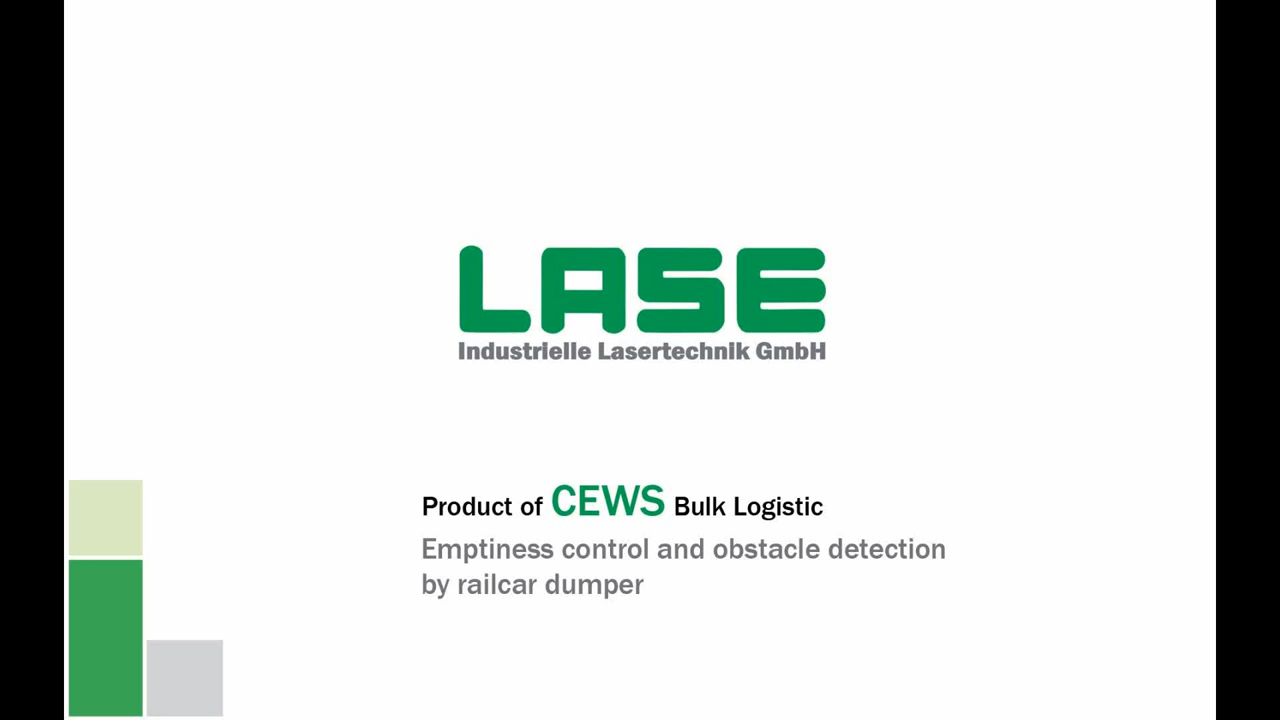 LASE
Industrielle Lasertechnik GmbH
Product of CEWS Bulk Logistic
Emptiness control and obstacle detection
by railcar dumper